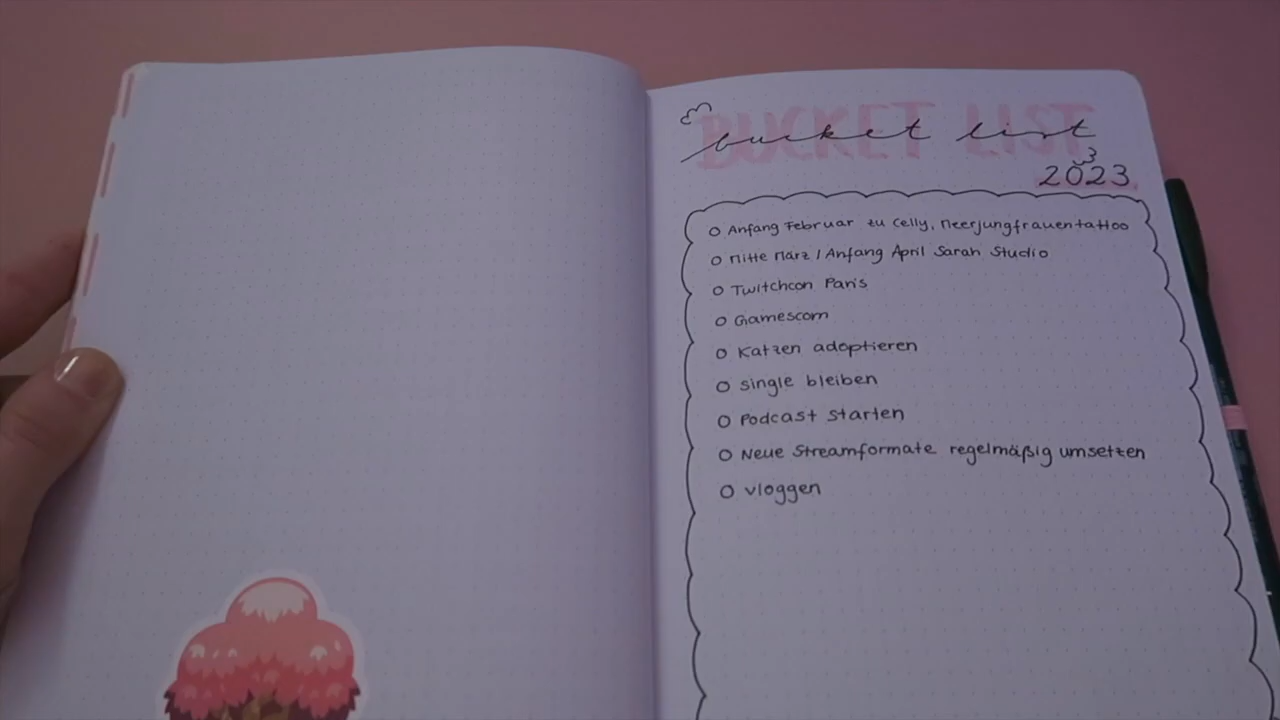 BUCKET LIST
bucket list
2023
Anfang Februar zu Celly, Meerjungfrauentattoo
Mitte März / Anfang April Sarah Studio
Twitchcon Paris
Gamescom
Katzen adoptieren
single bleiben
Podcast starten
Neue Streamformate regelmäßig umsetzen
vloggen